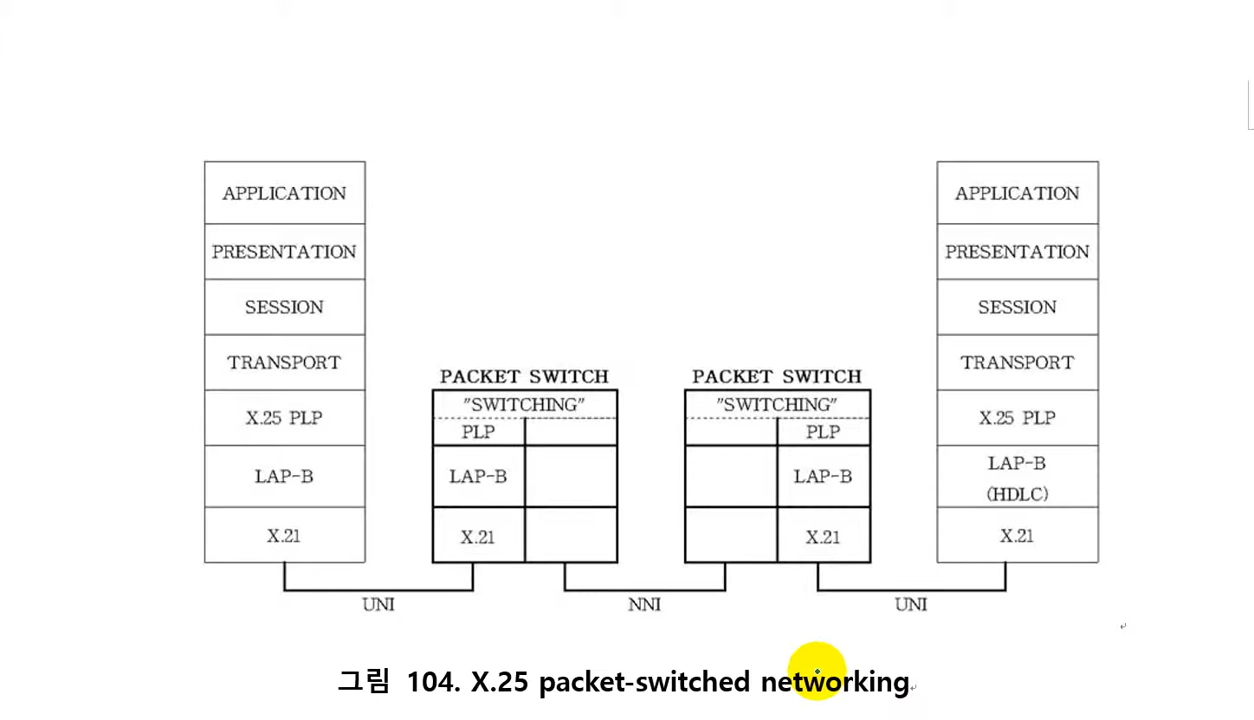 APPLICATION
PRESENTATION
SESSION
TRANSPORT
X.25 PLP
LAP-B
X.21
PACKET SWITCH
"SWITCHING"
PLP
LAP-B
X.21
PACKET SWITCH
"SWITCHING"
PLP
LAP-B
X.21
APPLICATION
PRESENTATION
SESSION
TRANSPORT
X.25 PLP
LAP-B
(HDLC)
X.21
UNI
NNI
UNI
그림 104. X.25 packet-switched networking